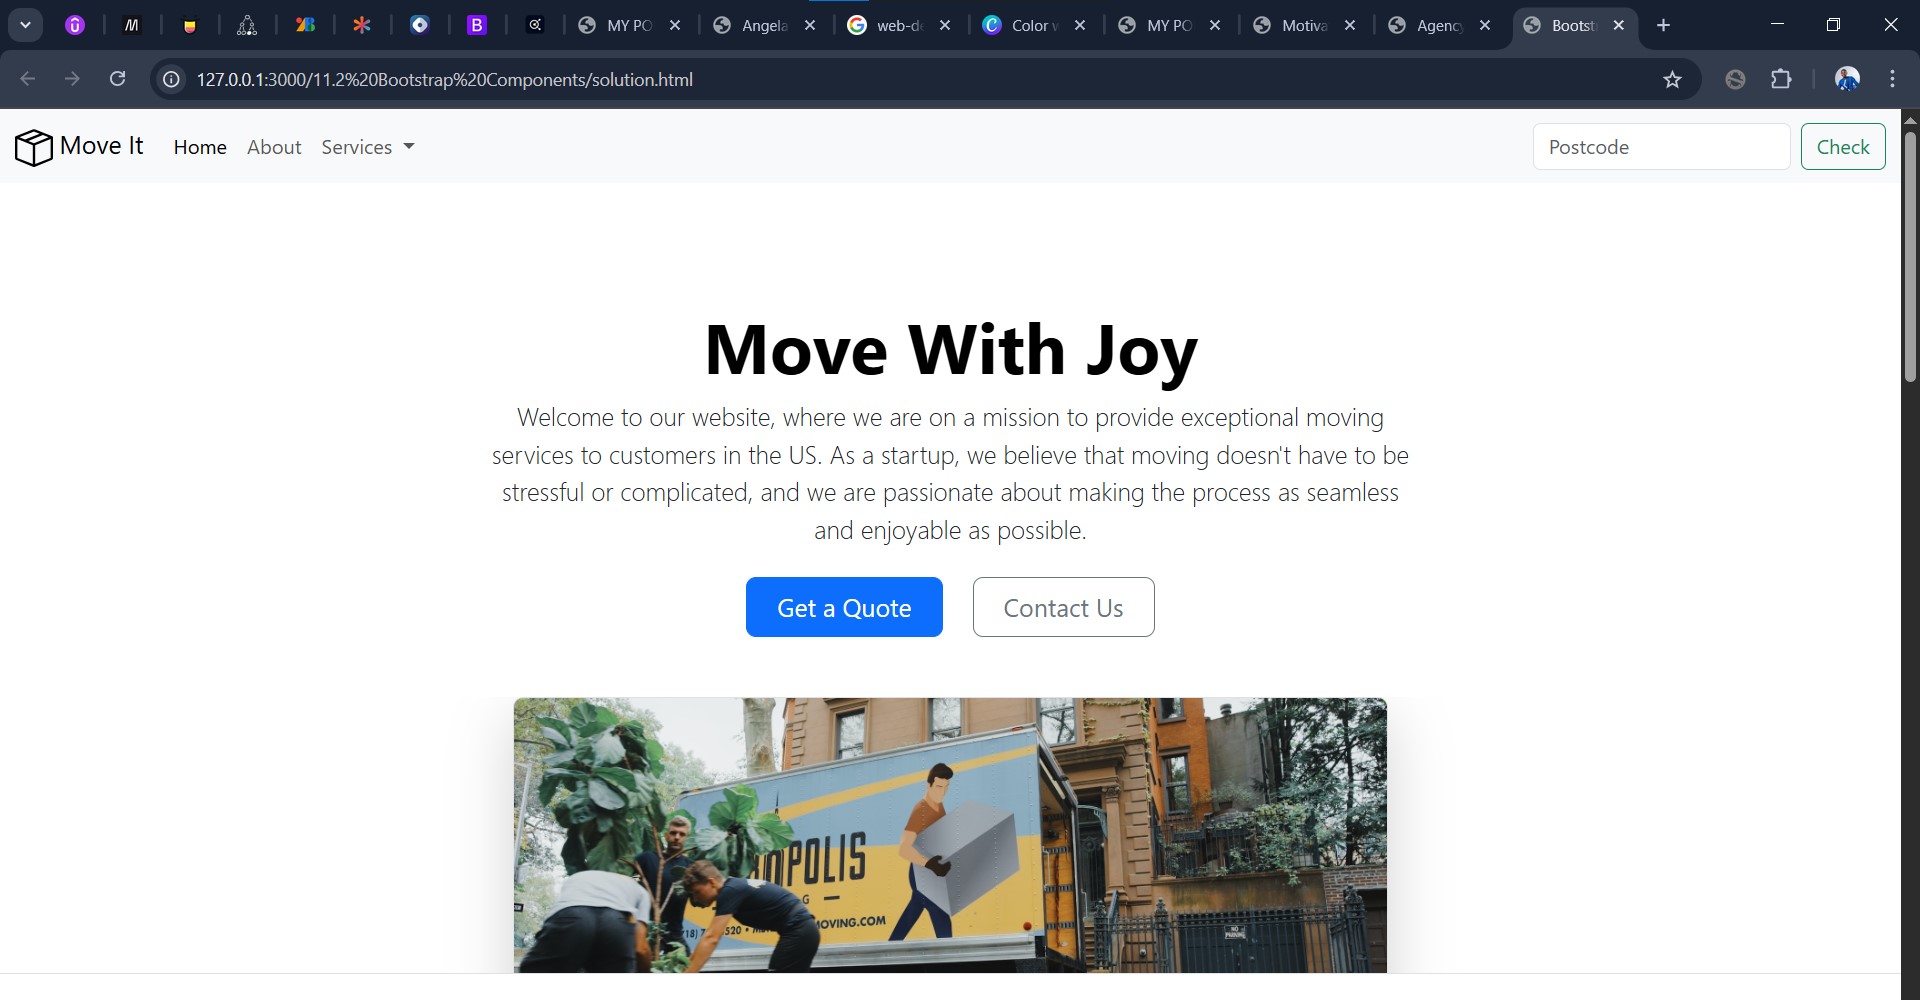 MY PO
Angela
web-de
Color v
MY PO
Motiva
Agency
Bootst
127.0.0.1:3000/11.2%20Bootstrap%20Components/solution.html
Move It
Home
About
Services
Postcode
Check
Move With Joy
Welcome to our website, where we are on a mission to provide exceptional moving
services to customers in the US. As a startup, we believe that moving doesn't have to be
stressful or complicated, and we are passionate about making the process as seamless
and enjoyable as possible.
Get a Quote
Contact Us
OPOLIS
G
MOVING.COM
NO
PARKING